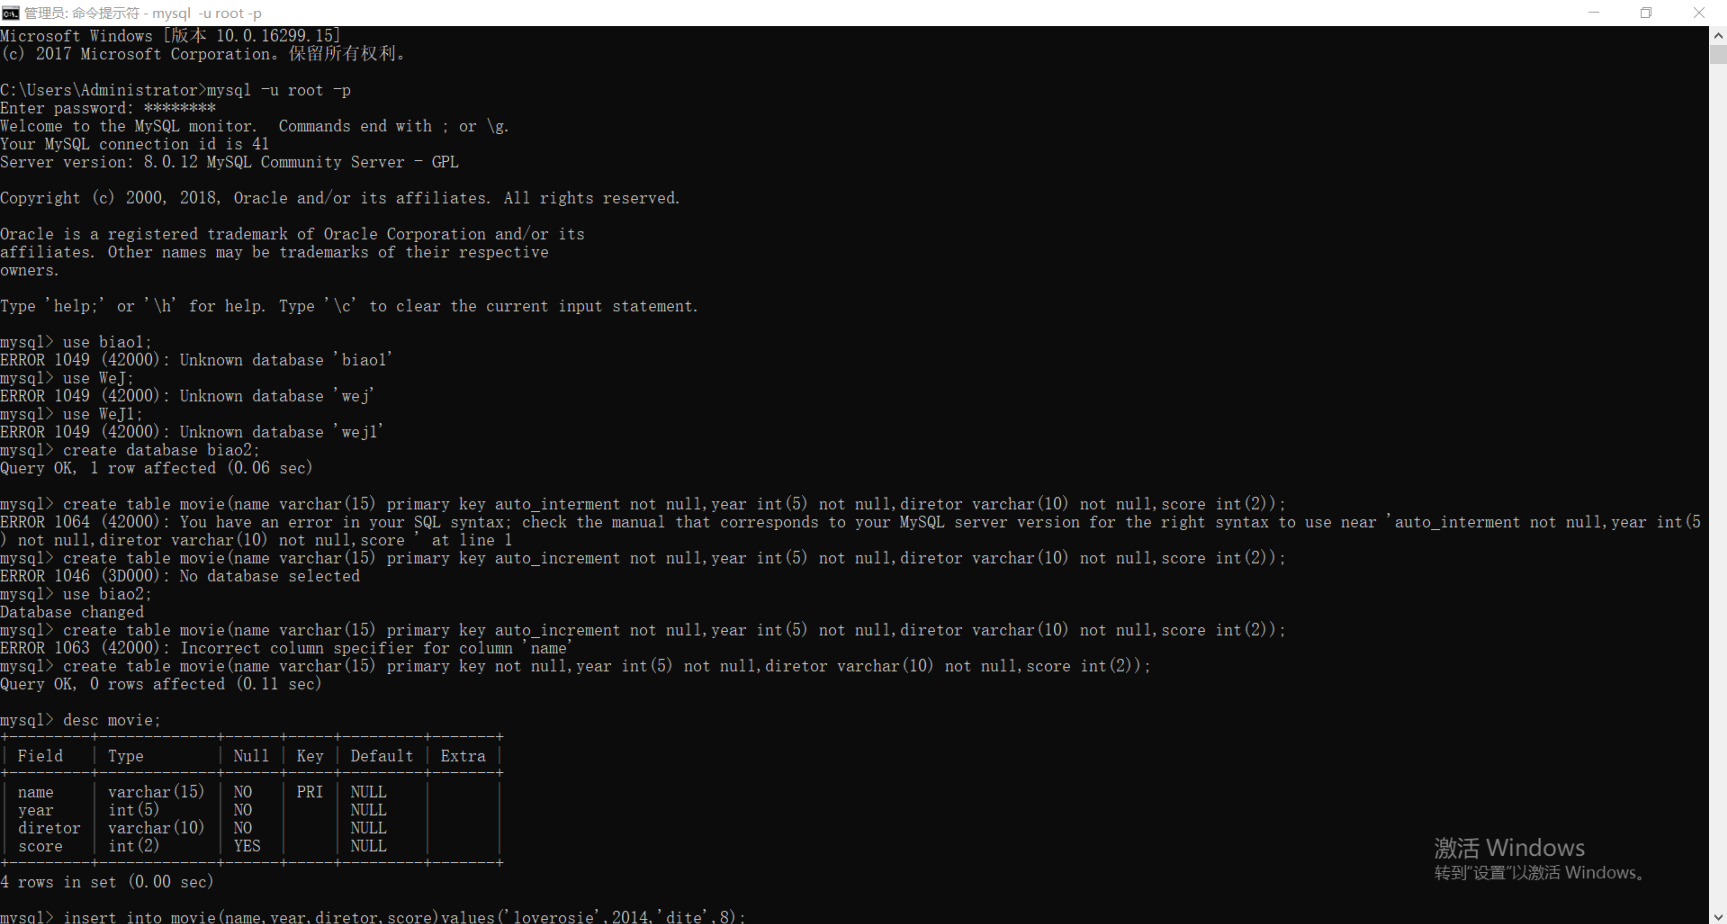 管理员: 命令提示符 - mysql  -u root -p
Microsoft Windows [版本 10.0.16299.15]
(c) 2017 Microsoft Corporation。保留所有权利。
C:\Users\Administrator>mysql -u root -p
Enter password: ********
Welcome to the MySQL monitor.  Commands end with ; or \g.
Your MySQL connection id is 41
Server version: 8.0.12 MySQL Community Server - GPL
Copyright (c) 2000, 2018, Oracle and/or its affiliates. All rights reserved.
Oracle is a registered trademark of Oracle Corporation and/or its
affiliates. Other names may be trademarks of their respective
owners.
Type 'help;' or '\h' for help. Type '\c' to clear the current input statement.
mysql> use biao1;
ERROR 1049 (42000): Unknown database 'biao1'
mysql> use WeJ;
ERROR 1049 (42000): Unknown database 'wej'
mysql> use WeJ1;
ERROR 1049 (42000): Unknown database 'wej1'
mysql> create database biao2;
Query OK, 1 row affected (0.06 sec)
mysql> create table movie(name varchar(15) primary key auto_interment not null,year int(5) not null,diretor varchar(10) not null,score int(2));
ERROR 1064 (42000): You have an error in your SQL syntax; check the manual that corresponds to your MySQL server version for the right syntax to use near 'auto_interment not null,year int(5
) not null,diretor varchar(10) not null,score ' at line 1
mysql> create table movie(name varchar(15) primary key auto_increment not null,year int(5) not null,diretor varchar(10) not null,score int(2));
ERROR 1046 (3D000): No database selected
mysql> use biao2;
Database changed
mysql> create table movie(name varchar(15) primary key auto_increment not null,year int(5) not null,diretor varchar(10) not null,score int(2));
ERROR 1063 (42000): Incorrect column specifier for column 'name'
mysql> create table movie(name varchar(15) primary key not null,year int(5) not null,diretor varchar(10) not null,score int(2));
Query OK, 0 rows affected (0.11 sec)
mysql> desc movie;
+---------+-------------+------+-----+---------+-------+
| Field   | Type        | Null | Key | Default | Extra |
+---------+-------------+------+-----+---------+-------+
| name    | varchar(15) | NO   | PRI | NULL    |       |
| year    | int(5)      | NO   |     | NULL    |       |
| diretor | varchar(10) | NO   |     | NULL    |       |
| score   | int(2)      | YES  |     | NULL    |       |
+---------+-------------+------+-----+---------+-------+
4 rows in set (0.00 sec)
mysql> insert into movie(name,year,diretor,score)values('loverosie',2014,'dite',8);
激活 Windows
转到"设置"以激活 Windows。